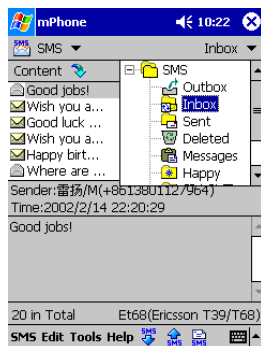 mPhone 10:22
SMS Inbox
Content
Good jobs!
Wish you a...
Good luck ...
Wish you a...
Happy birt...
Where are ...
SMS
Outbox
Inbox
Sent
Deleted
Messages
Happy
Sender:雷扬/M(+8613801127964)
Time:2002/2/14 22:20:29
Good jobs!
20 in Total Et68(Ericsson T39/T68)
SMS Edit Tools Help